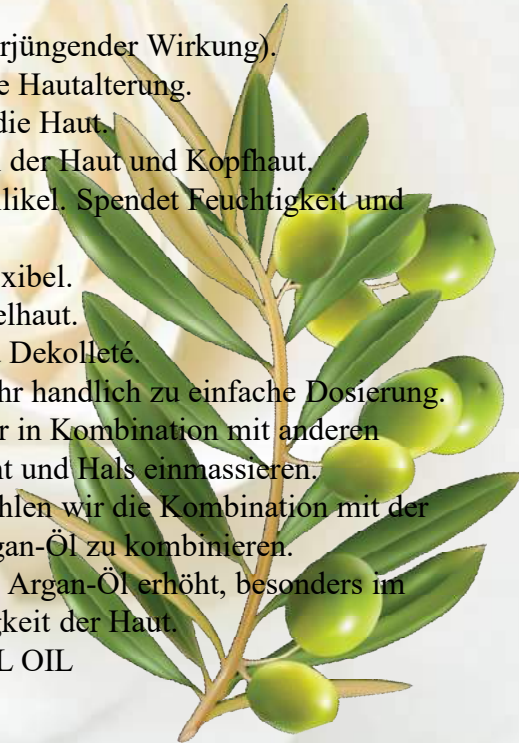 rjüngender Wirkung).
e Hautalterung.
die Haut.
der Haut und Kopfhaut.
likel. Spendet Feuchtigkeit und
xibel.
elhaut.
Dekolleté.
hr handlich zu einfache Dosierung.
r in Kombination mit anderen
t und Hals einmassieren.
hlen wir die Kombination mit der
gan-Öl zu kombinieren.
Argan-Öl erhöht, besonders im
gkeit der Haut.
L OIL